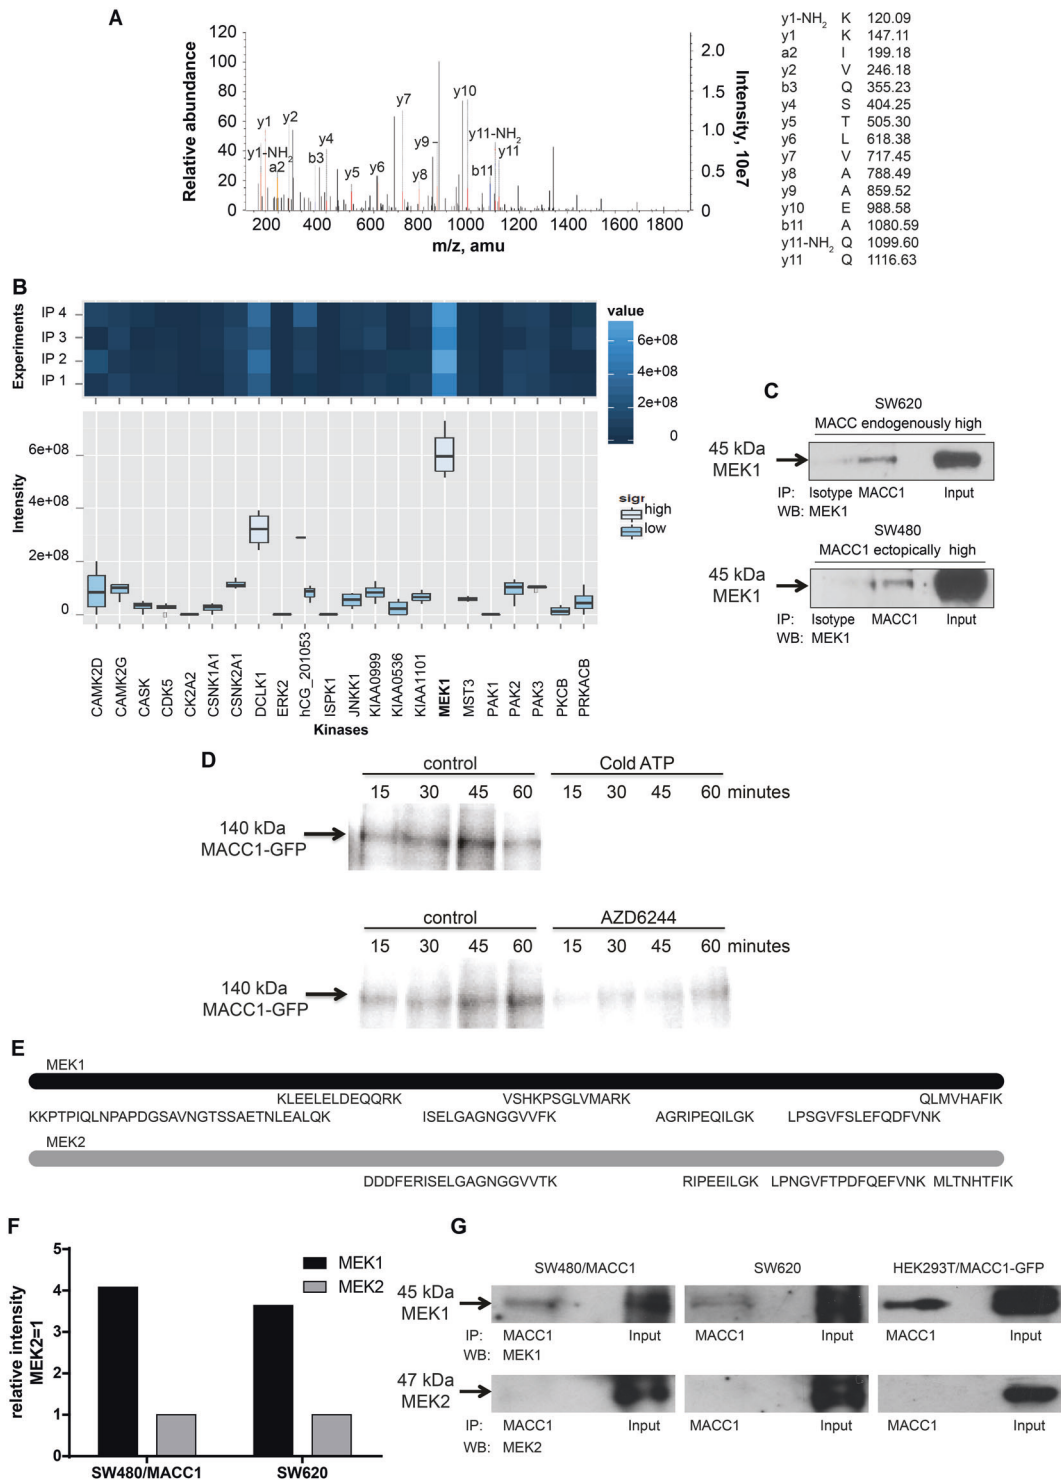 A
Relative abundance
120
100
80
60
40
20
0
y1-NH2
y1
a2
y2
b3
y4
y5
y6
y7
y8
y9
y10
b11
y11-NH2
y11
200 400 600 800 1000 1200 1400 1600 1800
m/z, amu
2.0
1.5
1.0
0.5
0
Intensity, 10e7
y1-NH2 K 120.09
y1 K 147.11
a2 I 199.18
y2 V 246.18
b3 Q 355.23
y4 S 404.25
y5 T 505.30
y6 L 618.38
y7 V 717.45
y8 A 788.49
y9 A 859.52
y10 E 988.58
b11 A 1080.59
y11-NH2 Q 1099.60
y11 Q 1116.63
B
Experiments
IP 4
IP 3
IP 2
IP 1
value
6e+08
4e+08
2e+08
0
Intensity
6e+08
4e+08
2e+08
0
high
low
CAMK2D
CAMK2G
CASK
CDK5
CK2A2
CSNK1A1
CSNK2A1
DCLK1
ERK2
hCG_201053
ISPK1
JNKK1
KIAA0999
KIAA0536
KIAA1101
MEK1
MST3
PAK1
PAK2
PAK3
PKCB
PRKACB
Kinases
C
SW620
MACC endogenously high
45 kDa
MEK1
IP: Isotype MACC1 Input
WB: MEK1
SW480
MACC1 ectopically high
45 kDa
MEK1
IP: Isotype MACC1 Input
WB: MEK1
D
control Cold ATP
15 30 45 60 15 30 45 60 minutes
140 kDa
MACC1-GFP
control AZD6244
15 30 45 60 15 30 45 60 minutes
140 kDa
MACC1-GFP
E
MEK1
KLEELELDEQQRK VSHKPSGLVMARK QLMVHAFIK
KKPTPIQLNPAPDGSAVNGTSSAETNLEALQK ISELGAGNGGVVFK AGRIPEQILGK LPSGVFSLEFQDFVNK
MEK2
DDDFERISELGAGNGGVVTK RIPEEILGK LPNGVFTPDFQEFVNK MLTNHTFIK
F
relative intensity
MEK2=1
5
4
3
2
1
0
MEK1
MEK2
SW480/MACC1 SW620
G
SW480/MACC1 SW620 HEK293T/MACC1-GFP
45 kDa
MEK1
IP: MACC1 Input MACC1 Input MACC1 Input
WB: MEK1
47 kDa
MEK2
IP: MACC1 Input MACC1 Input MACC1 Input
WB: MEK2